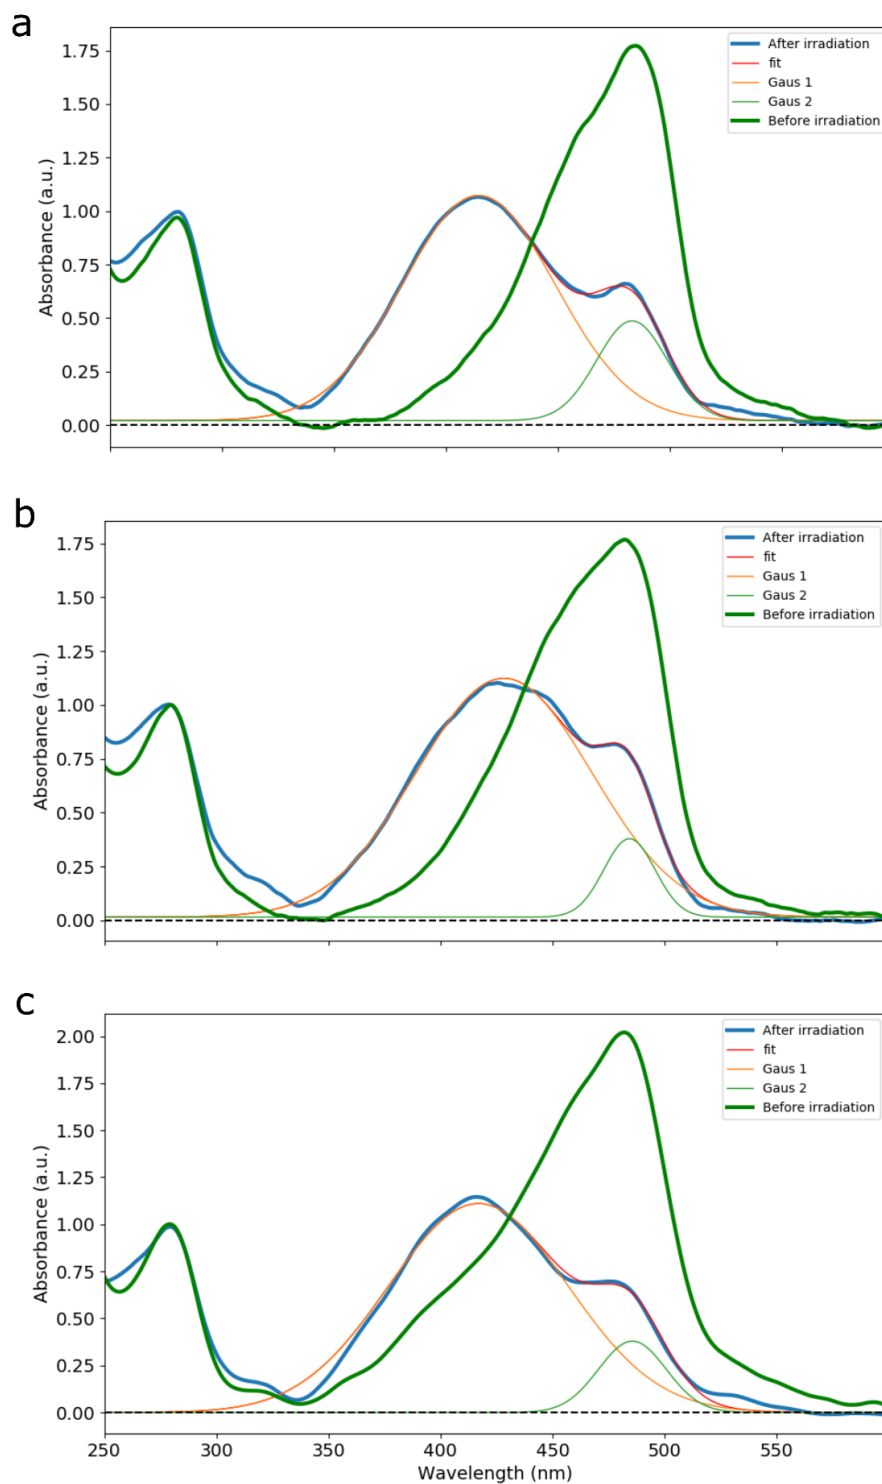 a
1.75
1.50
1.25
1.00
0.75
0.50
0.25
0.00
Absorbance (a.u.)
After irradiation
fit
Gaus 1
Gaus 2
Before irradiation
b
1.75
1.50
1.25
1.00
0.75
0.50
0.25
0.00
Absorbance (a.u.)
After irradiation
fit
Gaus 1
Gaus 2
Before irradiation
c
2.00
1.75
1.50
1.25
1.00
0.75
0.50
0.25
0.00
Absorbance (a.u.)
After irradiation
fit
Gaus 1
Gaus 2
Before irradiation
250 300 350 400 450 500 550
Wavelength (nm)